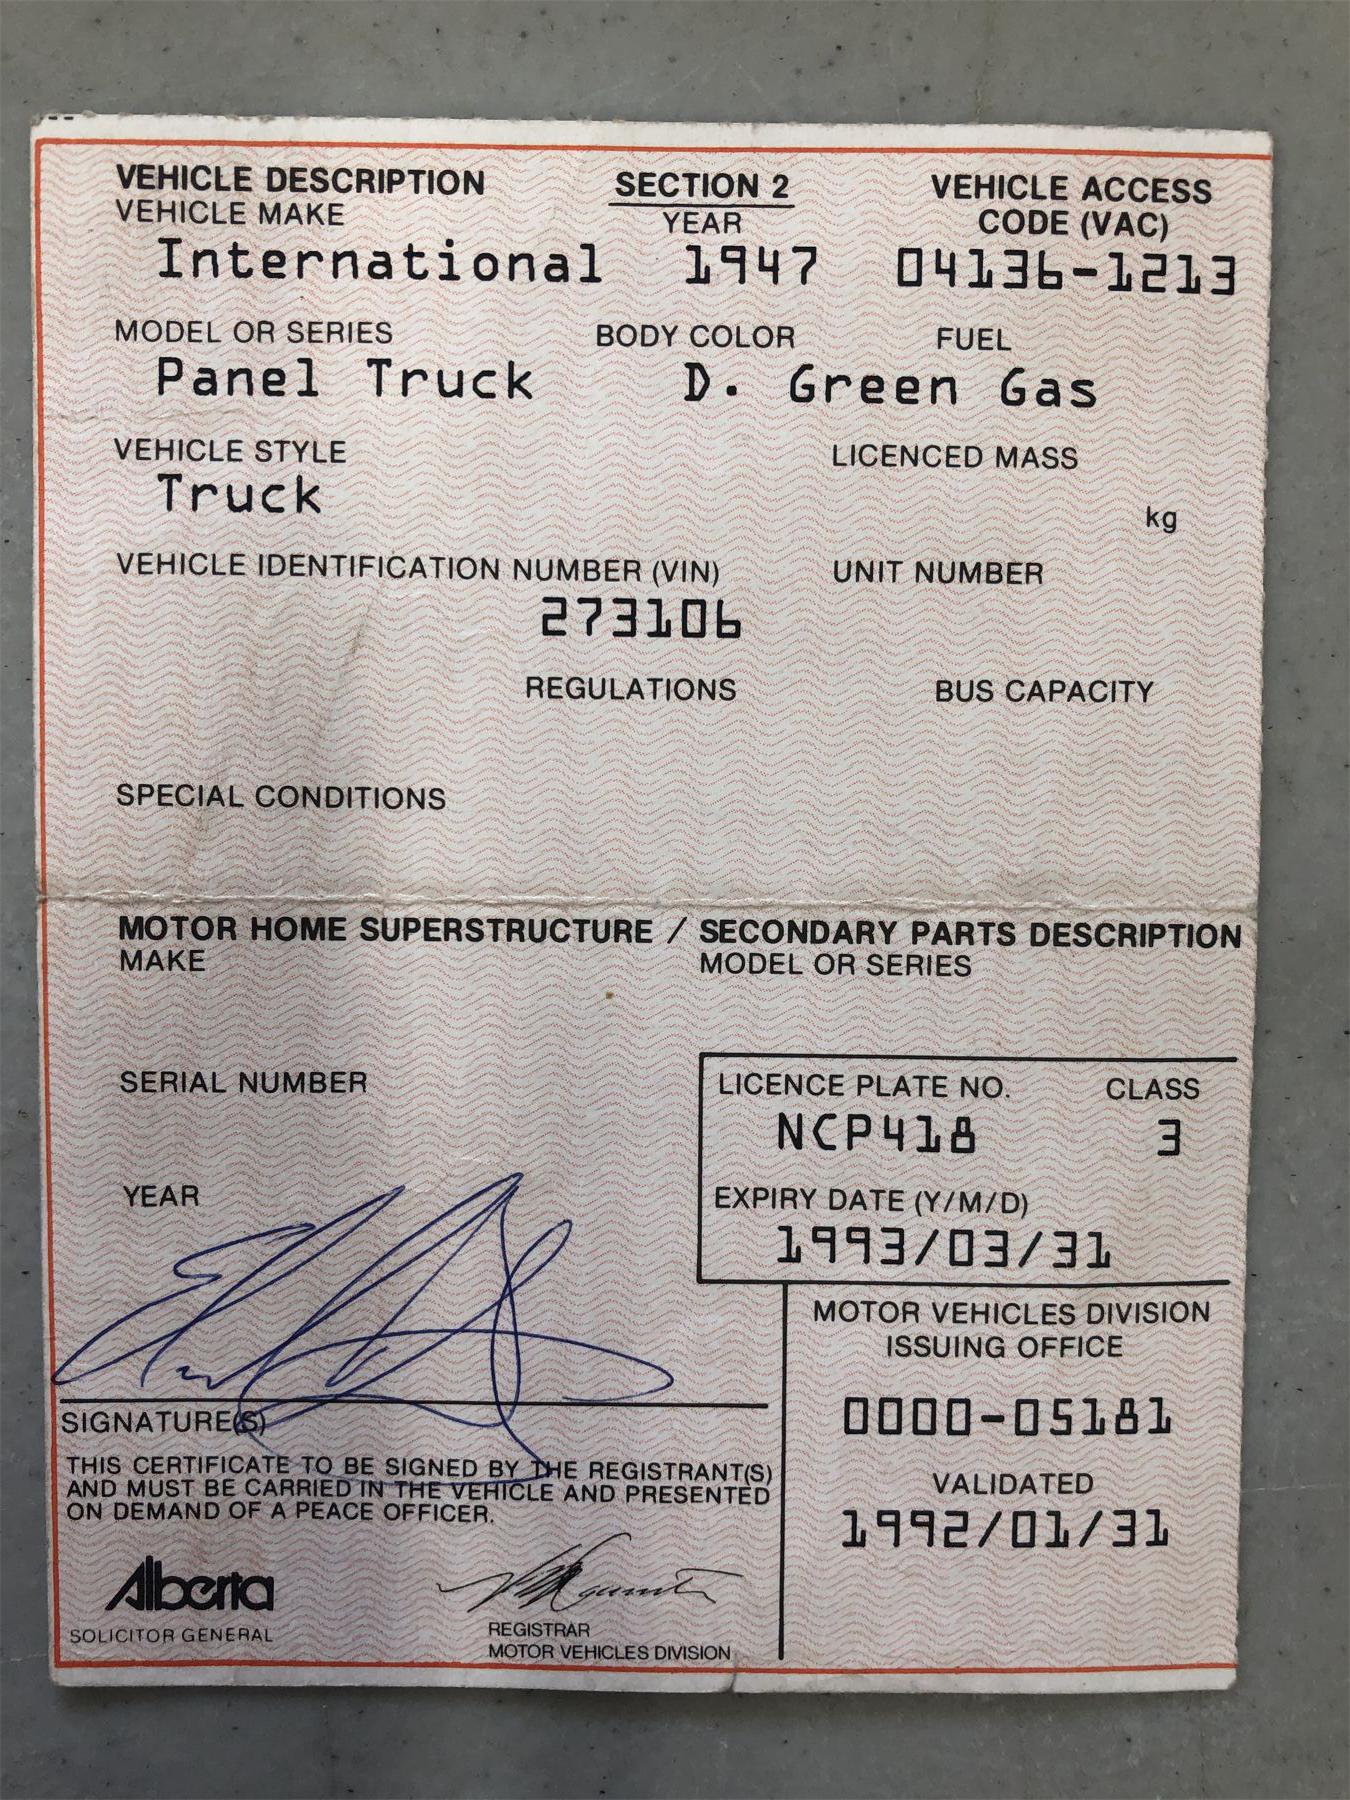 VEHICLE DESCRIPTION SECTION 2 VEHICLE ACCESS
VEHICLE MAKE YEAR CODE (VAC)
International 1947 04136-1213
MODEL OR SERIES BODY COLOR FUEL
Panel Truck D. Green Gas
VEHICLE STYLE LICENCED MASS
Truck
kg
VEHICLE IDENTIFICATION NUMBER (VIN) UNIT NUMBER
273106
REGULATIONS BUS CAPACITY
SPECIAL CONDITIONS
MOTOR HOME SUPERSTRUCTURE / SECONDARY PARTS DESCRIPTION
MAKE MODEL OR SERIES
SERIAL NUMBER LICENCE PLATE NO. CLASS
NCP418 3
YEAR EXPIRY DATE (Y/M/D)
1993/03/31
MOTOR VEHICLES DIVISION
ISSUING OFFICE
0000-05181
SIGNATURE(S)
THIS CERTIFICATE TO BE SIGNED BY THE REGISTRANT(S)
AND MUST BE CARRIED IN THE VEHICLE AND PRESENTED
ON DEMAND OF A PEACE OFFICER.
VALIDATED
1992/01/31
Alberta
SOLICITOR GENERAL
REGISTRAR
MOTOR VEHICLES DIVISION